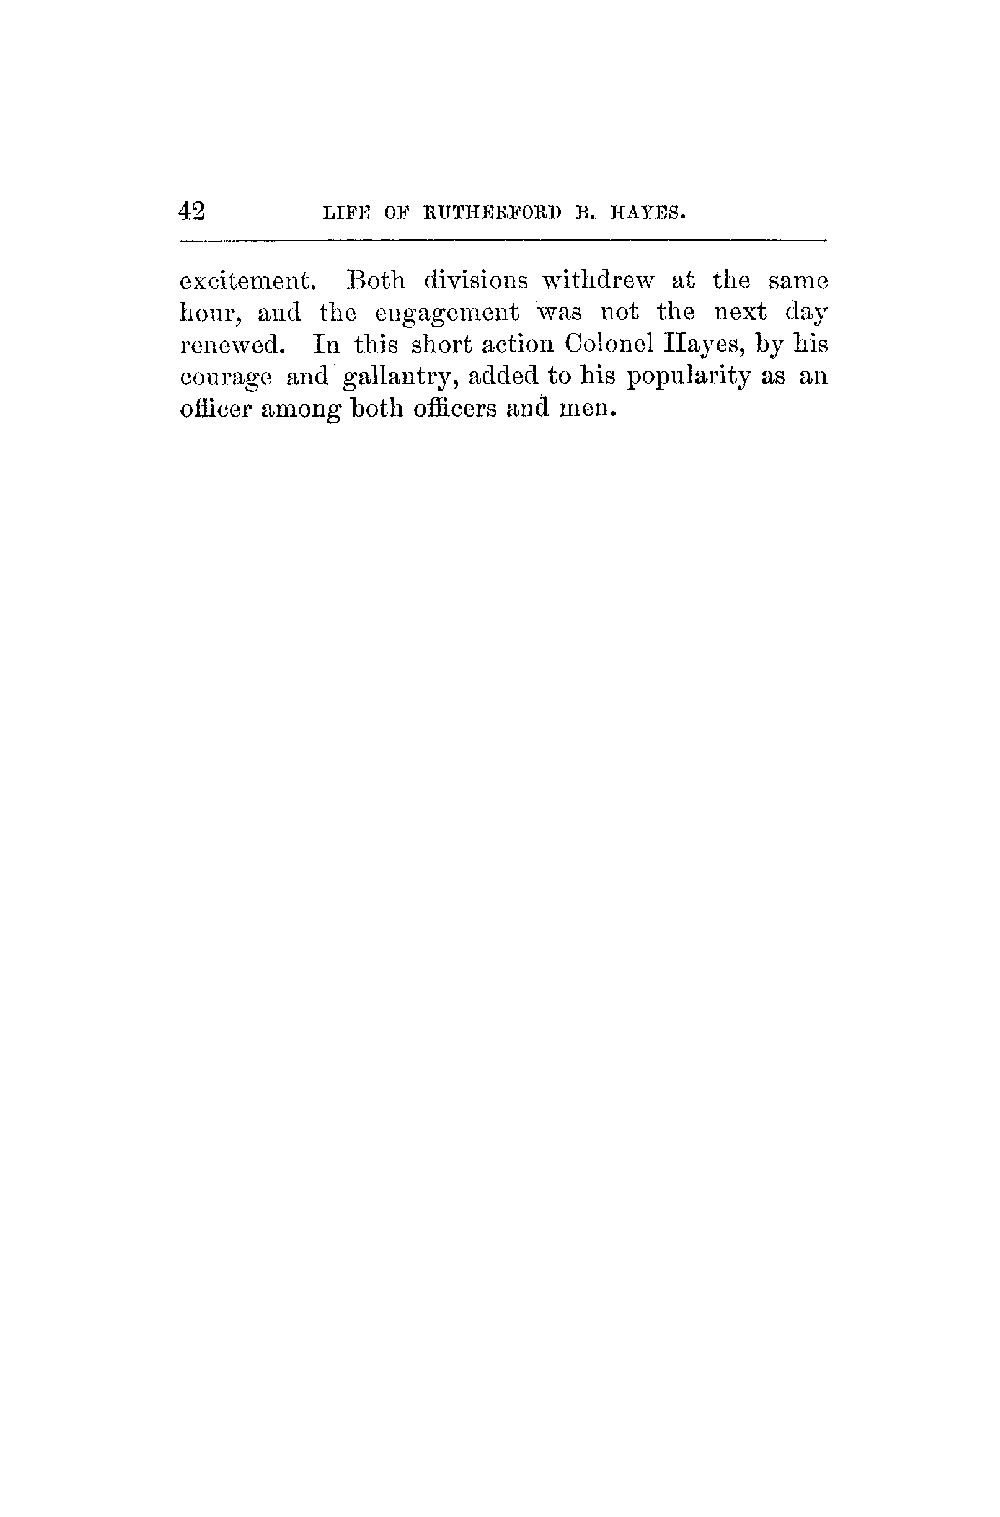 42 LIFE OF RUTHERFORD B. HAYES.
excitement. Both divisions withdrew at the same
hour, and the engagement was not the next day
renewed. In this short action Colonel Hayes, by his
courage and gallantry, added to his popularity as an
officer among both officers and men.